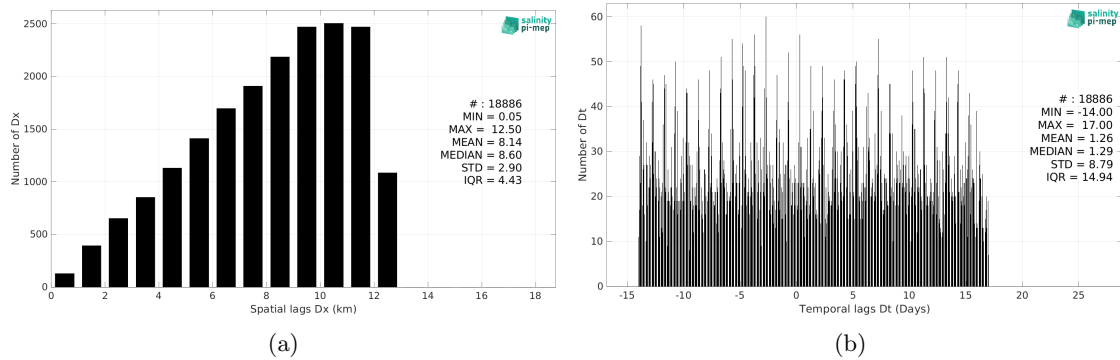 2500
2000
1500
1000
500
0
Number of Dx
0 2 4 6 8 10 12 14 16 18
Spatial lags Dx (km)
salinity
pi-mep
# : 18886
MIN = 0.05
MAX = 12.50
MEAN = 8.14
MEDIAN = 8.60
STD = 2.90
IQR = 4.43
(a)
60
50
40
30
20
10
0
Number of Dt
-15 -10 -5 0 5 10 15 20 25
Temporal lags Dt (Days)
salinity
pi-mep
# : 18886
MIN = -14.00
MAX = 17.00
MEAN = 1.26
MEDIAN = 1.29
STD = 8.79
IQR = 14.94
(b)